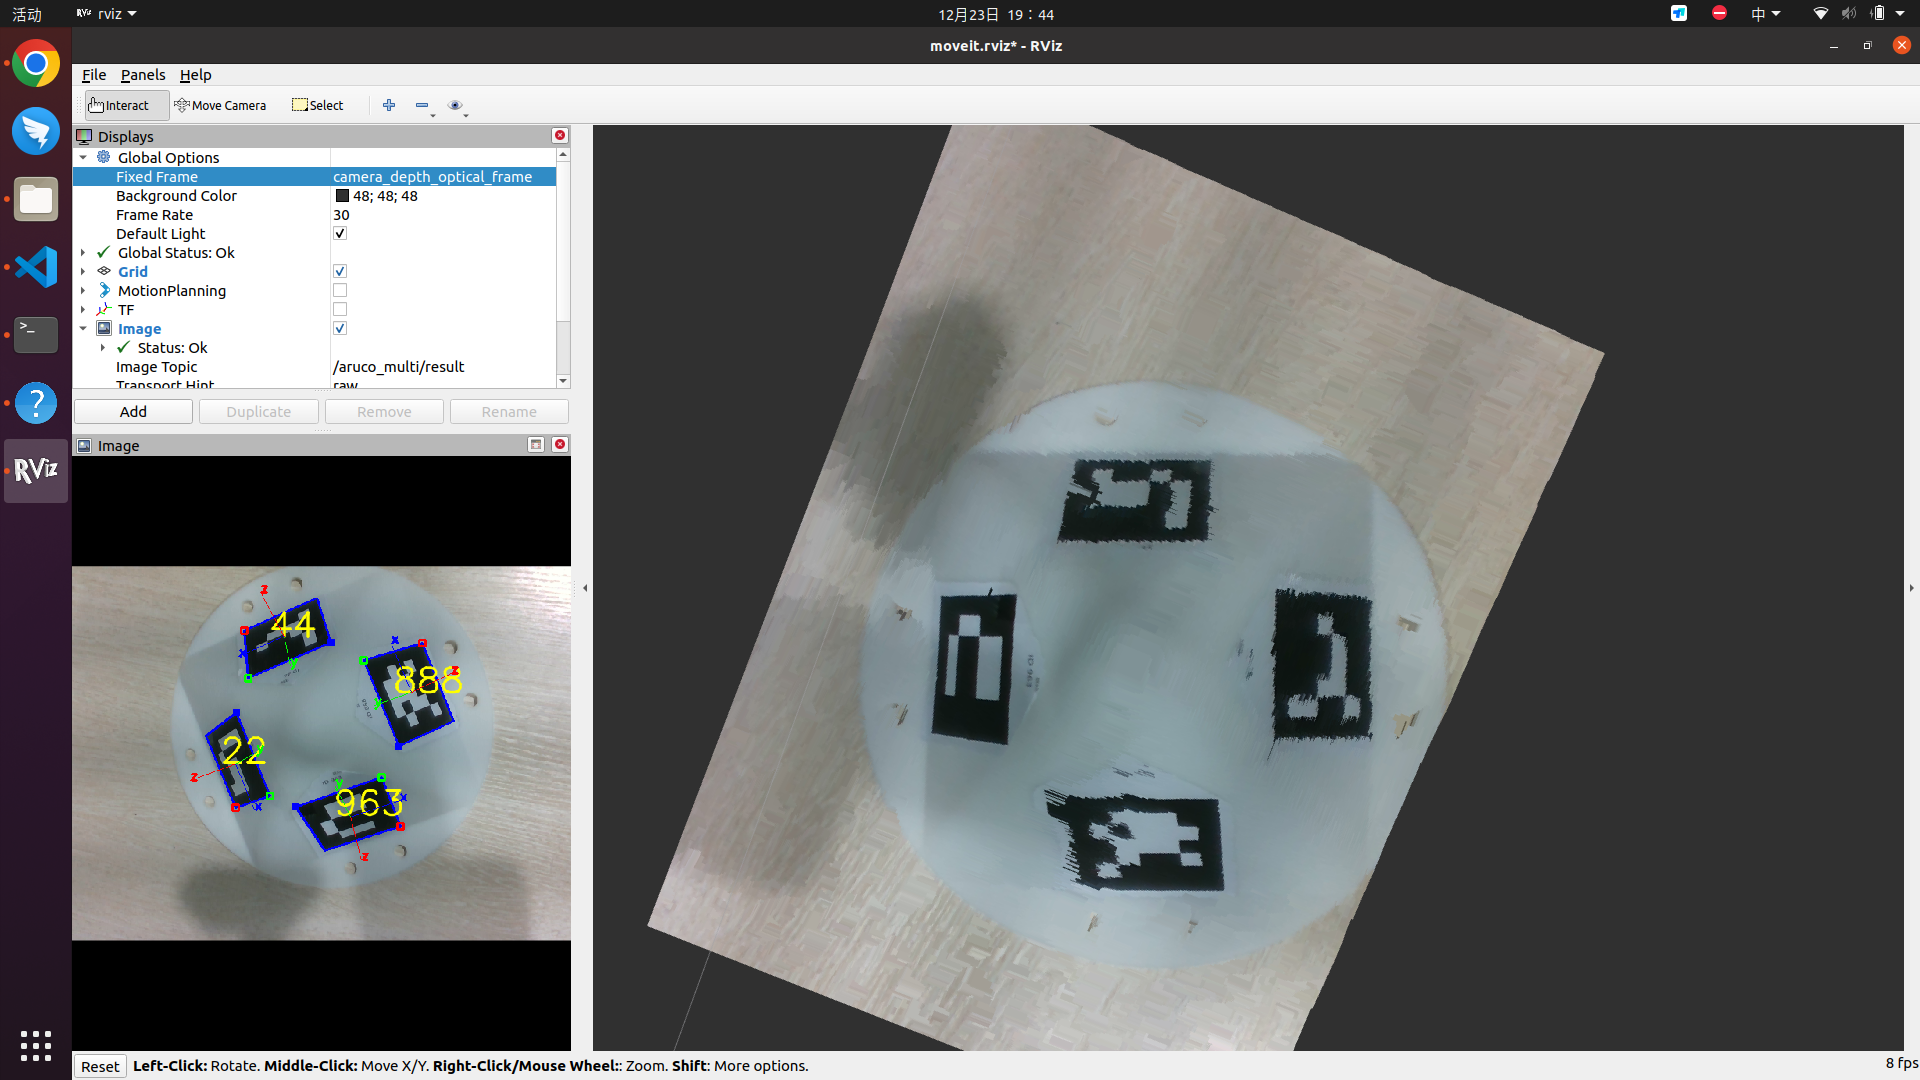 活动
RViz rviz
12月23日 19：44
中
moveit.rviz* - RViz
File Panels Help
Interact Move Camera Select
Displays
Global Options
Fixed Frame camera_depth_optical_frame
Background Color 48; 48; 48
Frame Rate 30
Default Light
Global Status: Ok
Grid
MotionPlanning
TF
Image
Status: Ok
Image Topic /aruco_multi/result
Transport Hint raw
Add Duplicate Remove Rename
Image
RViz
z
44
x
y
x
888
z
y
22
y
z
x
y
963
x
z
ID 963
Reset Left-Click: Rotate. Middle-Click: Move X/Y. Right-Click/Mouse Wheel:: Zoom. Shift: More options.
8 fps